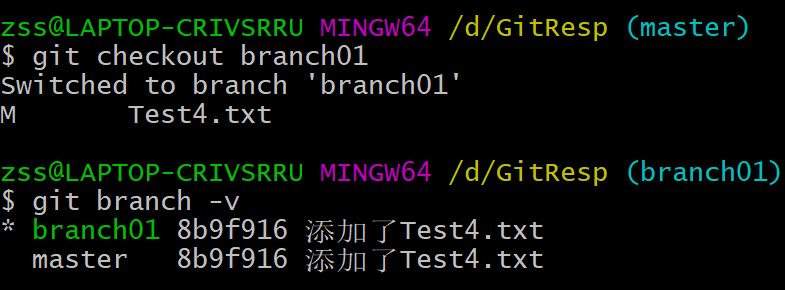 zss@LAPTOP-CRIVSRRU MINGW64 /d/GitResp (master)
$ git checkout branch01
Switched to branch 'branch01'
M       Test4.txt
zss@LAPTOP-CRIVSRRU MINGW64 /d/GitResp (branch01)
$ git branch -v
* branch01 8b9f916 添加了Test4.txt
  master   8b9f916 添加了Test4.txt